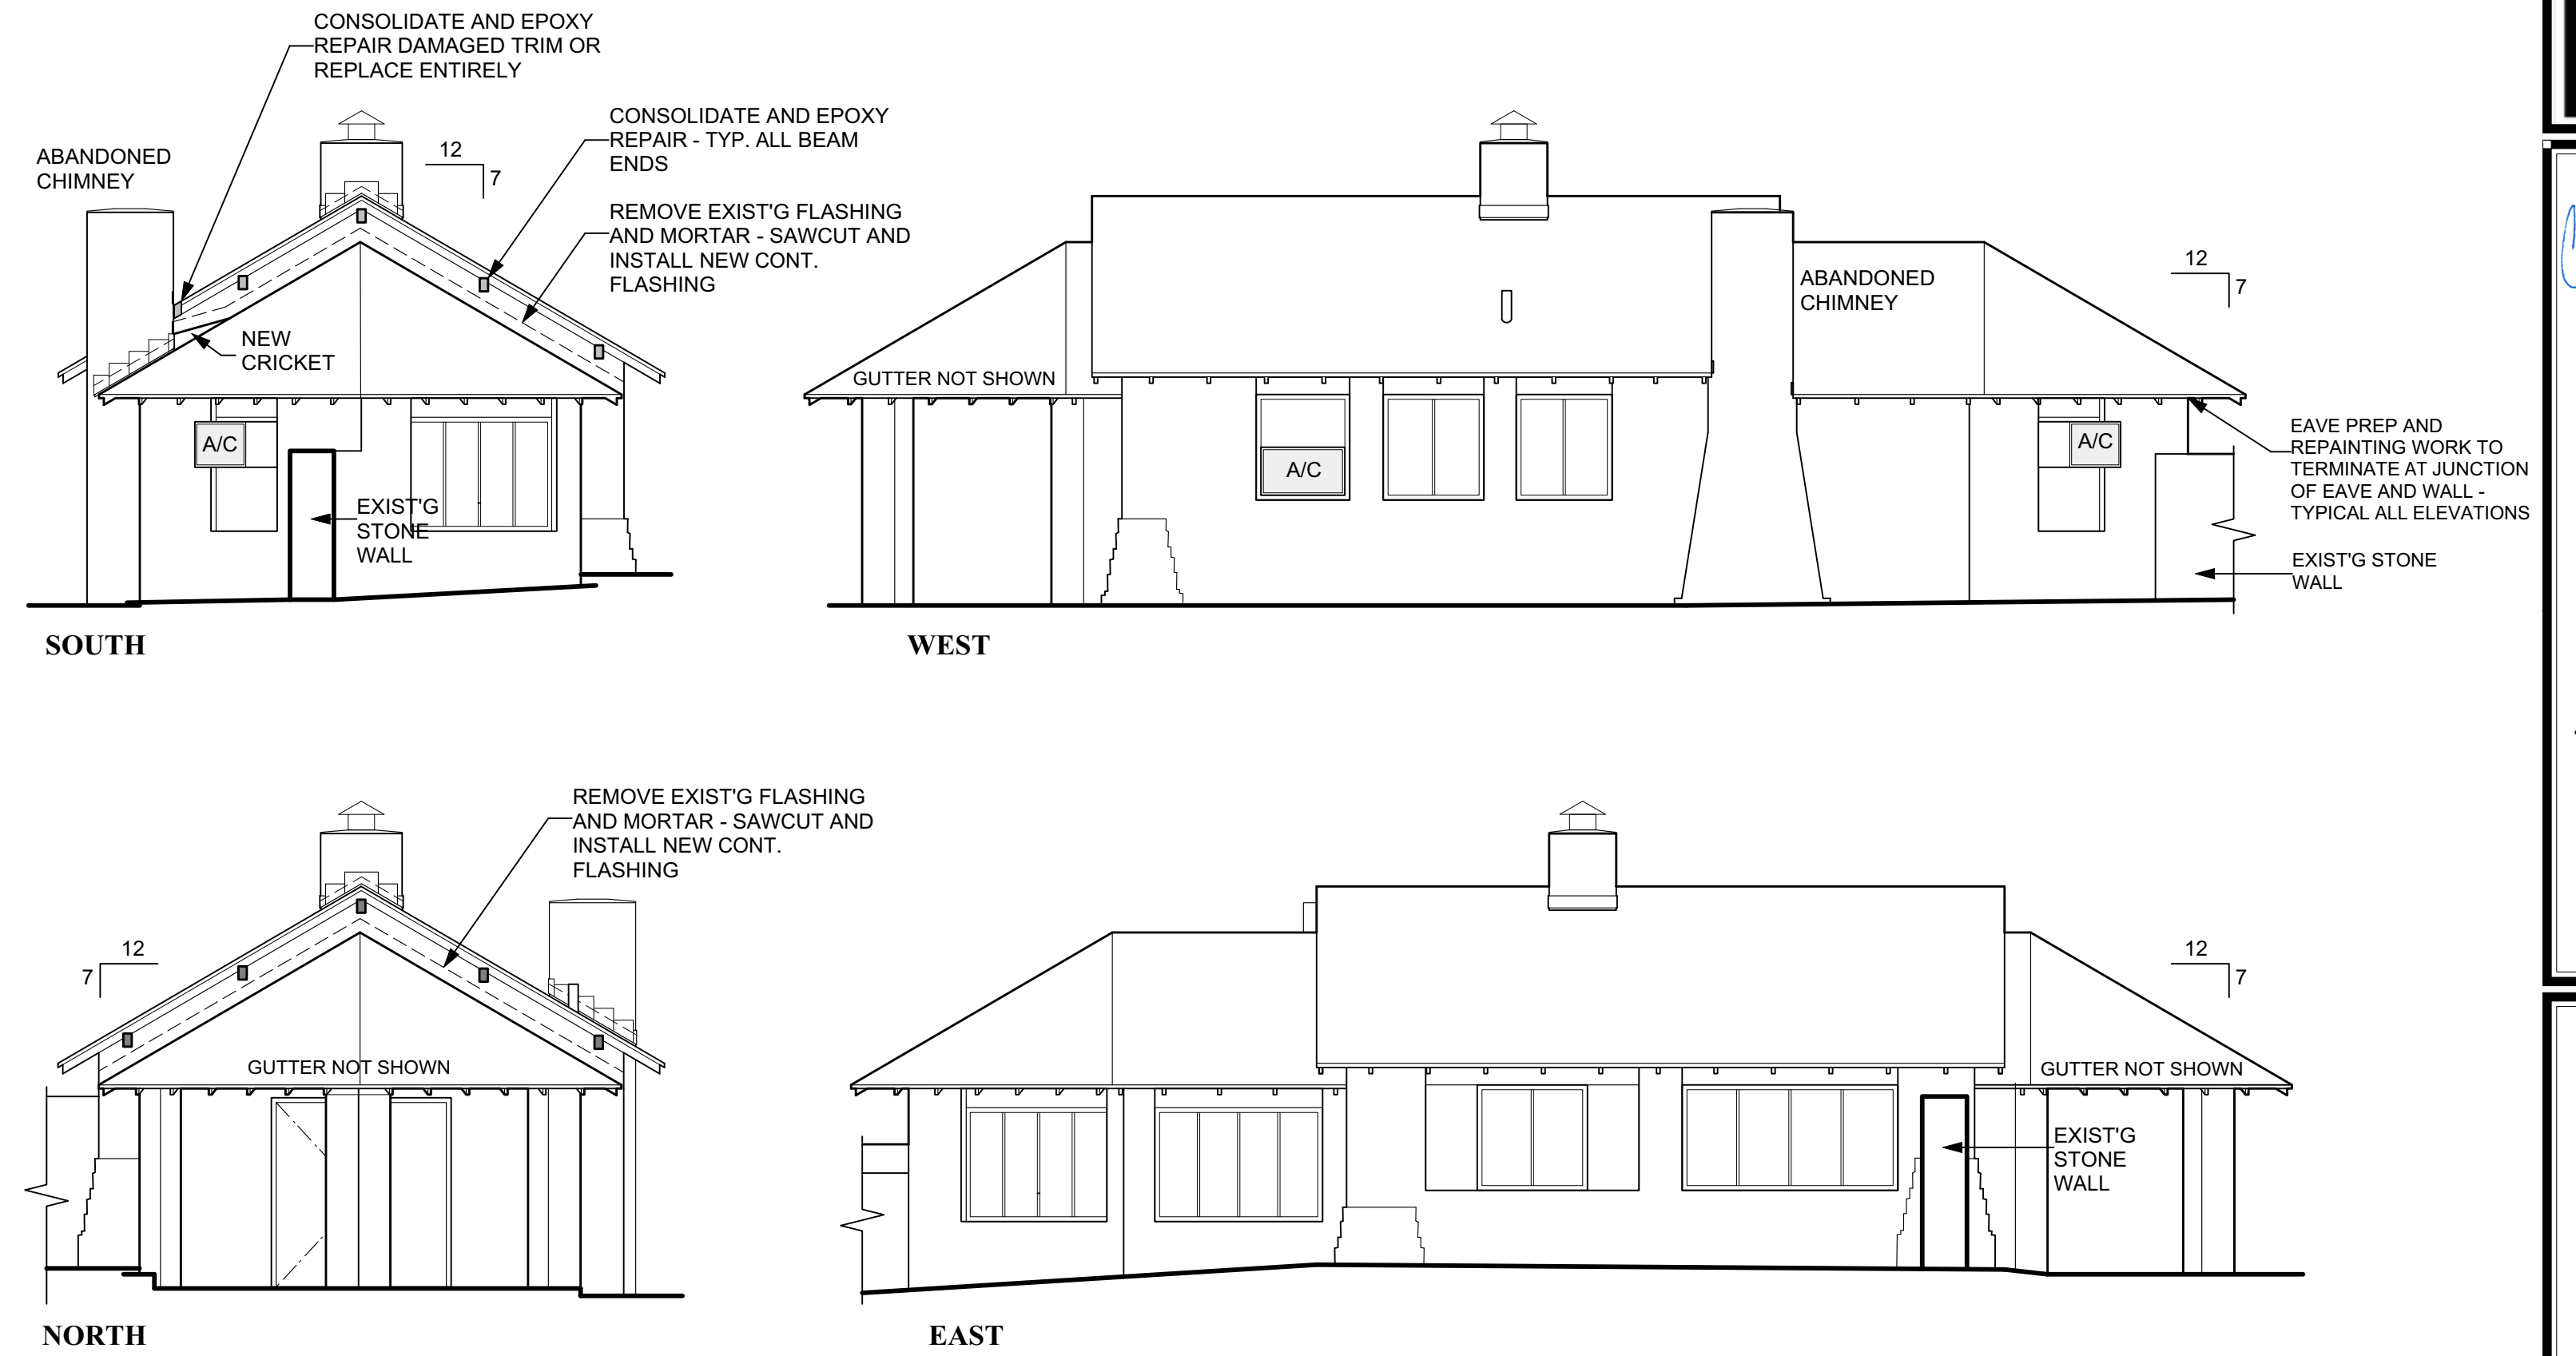 CONSOLIDATE AND EPOXY
REPAIR DAMAGED TRIM OR
REPLACE ENTIRELY
CONSOLIDATE AND EPOXY
REPAIR - TYP. ALL BEAM
ENDS
ABANDONED
CHIMNEY
12
7
REMOVE EXIST'G FLASHING
AND MORTAR - SAWCUT AND
INSTALL NEW CONT.
FLASHING
NEW
CRICKET
A/C
EXIST'G
STONE
WALL
SOUTH
12
7
ABANDONED
CHIMNEY
GUTTER NOT SHOWN
A/C
A/C
EAVE PREP AND
REPAINTING WORK TO
TERMINATE AT JUNCTION
OF EAVE AND WALL -
TYPICAL ALL ELEVATIONS
EXIST'G STONE
WALL
WEST
REMOVE EXIST'G FLASHING
AND MORTAR - SAWCUT AND
INSTALL NEW CONT.
FLASHING
12
7
GUTTER NOT SHOWN
NORTH
12
7
GUTTER NOT SHOWN
EXIST'G
STONE
WALL
EAST